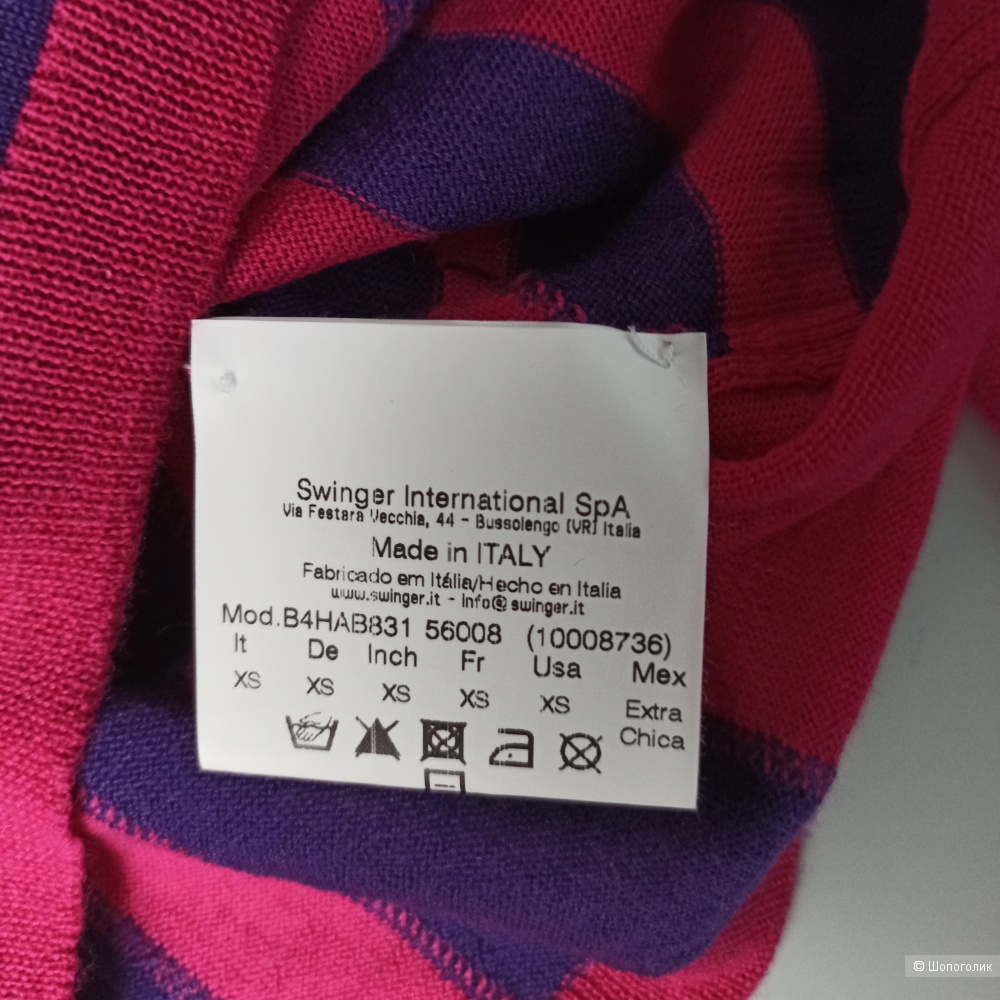 Swinger International SpA
Via Festara Vecchia, 44 - Bussolengo (VR) Italia
Made in ITALY
Fabricado em Itália/Hecho en Italia
www.swinger.it - Info@swinger.it
Mod.B4HAB831 56008 (10008736)
It De Inch Fr Usa Mex
XS XS XS XS XS Extra
Chica
© Шопоголик